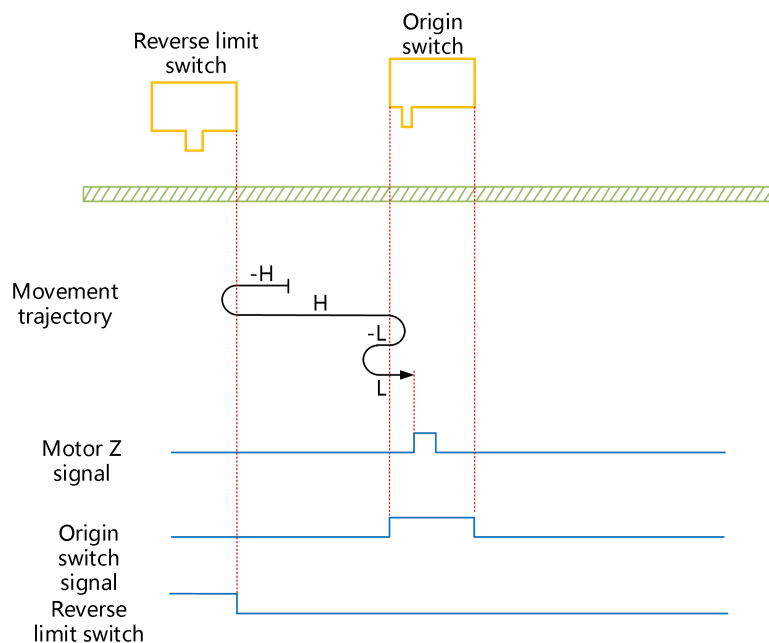 Reverse limit
switch
Origin
switch
Movement
trajectory
-H
H
-L
L
Motor Z
signal
Origin
switch
signal
Reverse
limit switch